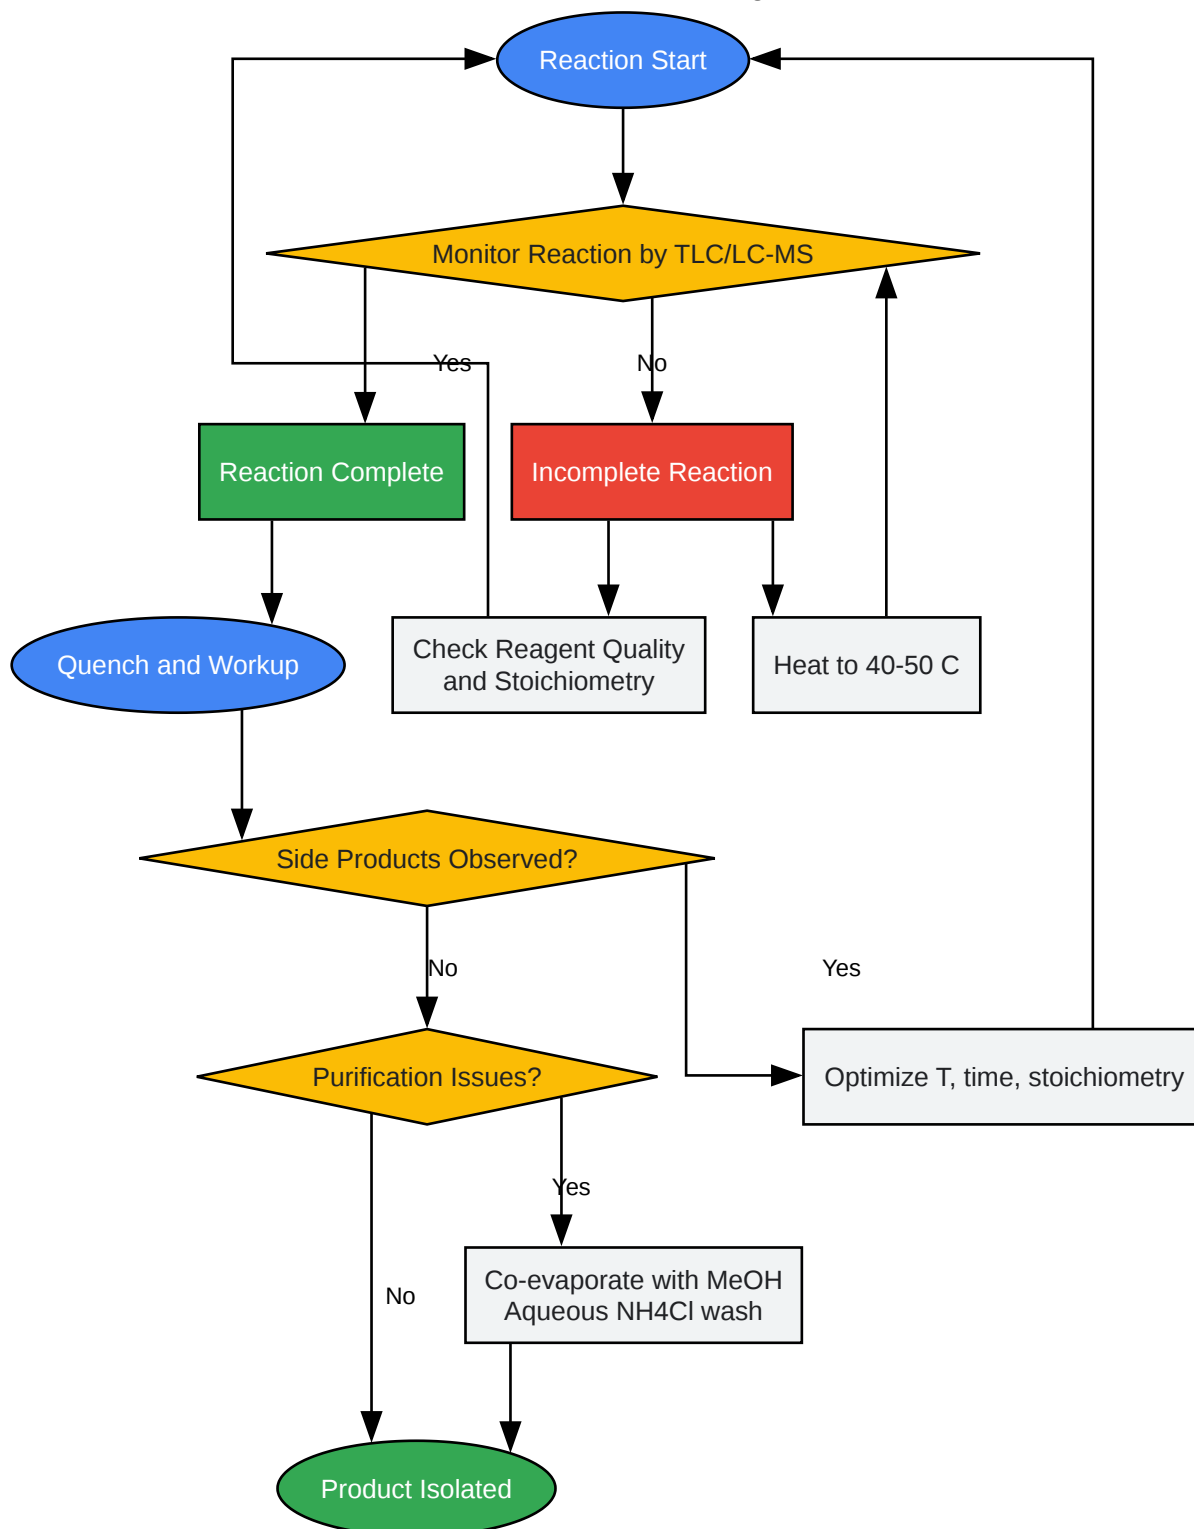 Reaction Start
Monitor Reaction by TLC/LC-MS
Yes
No
Reaction Complete
Incomplete Reaction
Quench and Workup
Check Reagent Quality
and Stoichiometry
Heat to 40-50 C
Side Products Observed?
No
Yes
Purification Issues?
Optimize T, time, stoichiometry
Yes
No
Co-evaporate with MeOH
Aqueous NH4Cl wash
Product Isolated